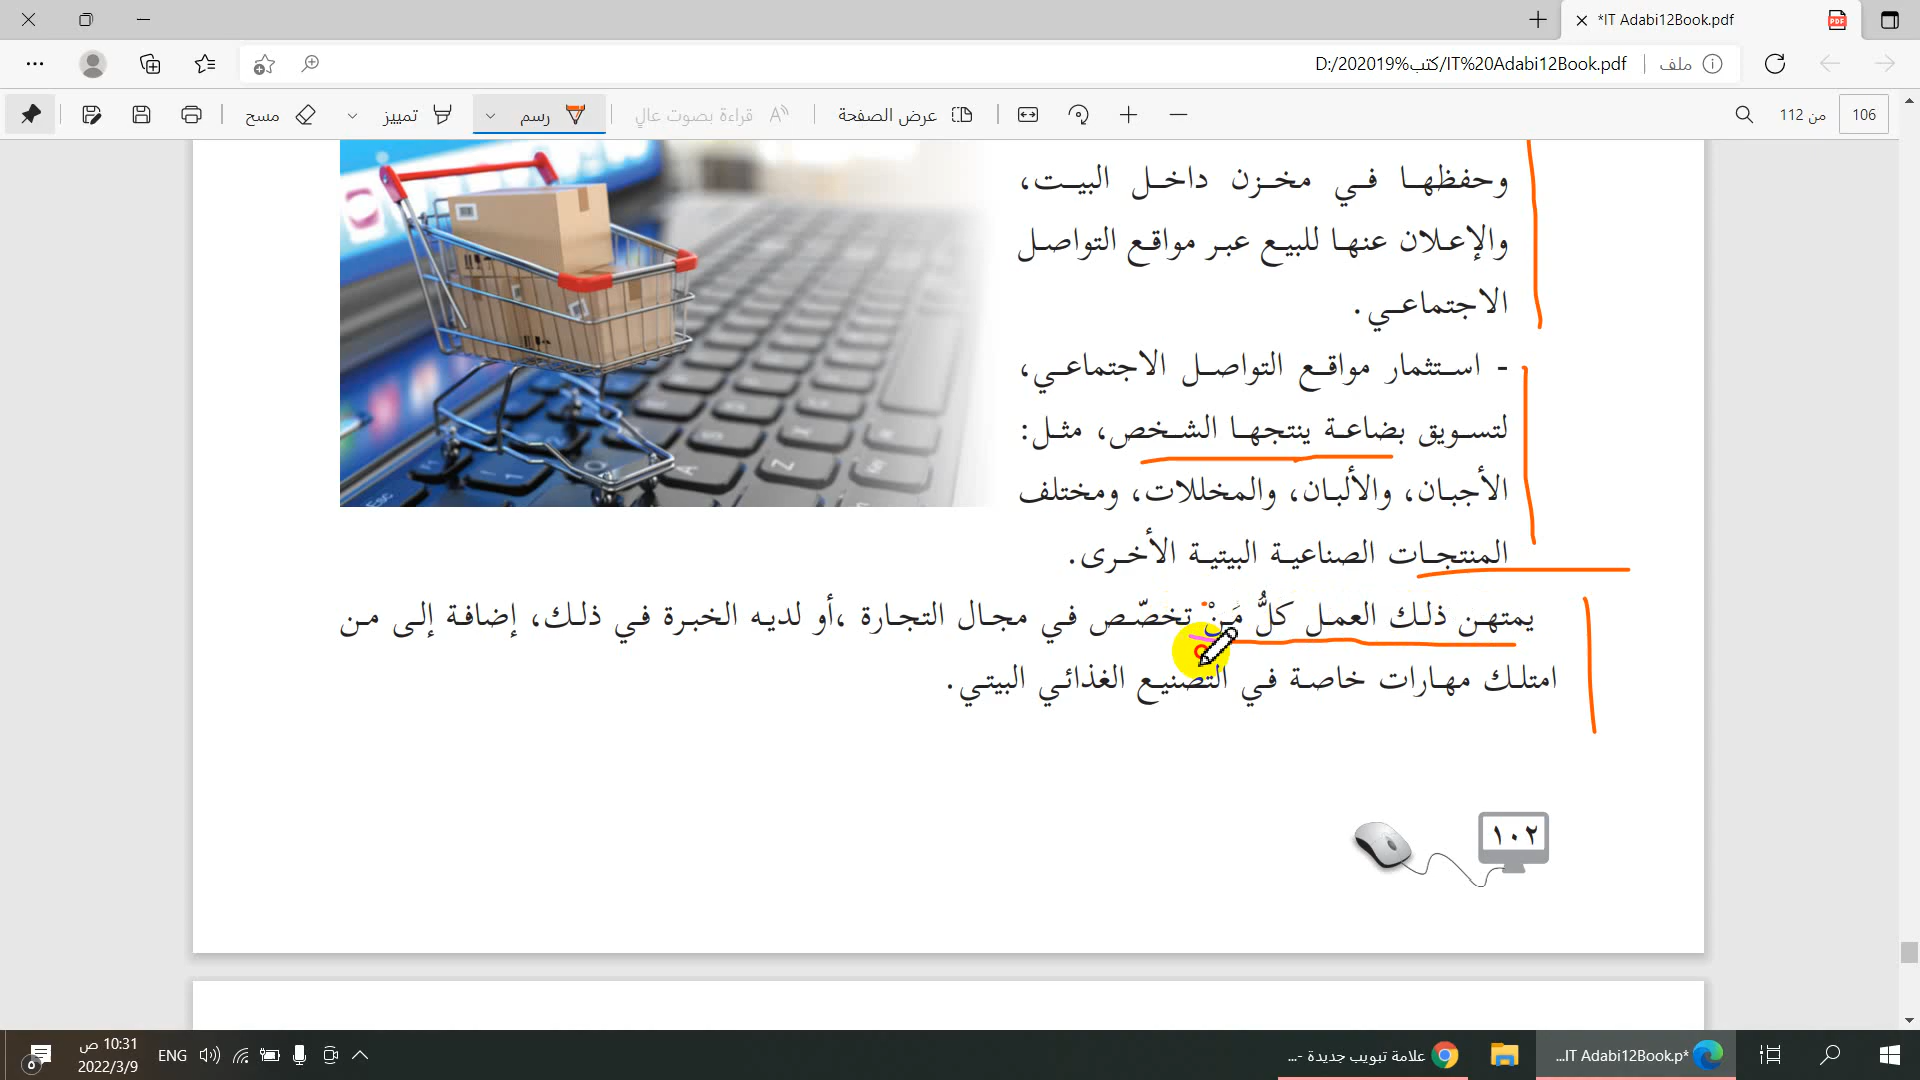 *IT Adabi12Book.pdf
D:/202019%كتب/IT%20Adabi12Book.pdf
ملف
106
من 112
عرض الصفحة
قراءة بصوت عالٍ
رسم
تمييز
مسح
وحفظها في مخزن داخل البيت،
والإعلان عنها للبيع عبر مواقع التواصل
الاجتماعي.
- استثمار مواقع التواصل الاجتماعي،
لتسويق بضاعة ينتجها الشخص، مثل:
الأجبان، والألبان، والمخللات، ومختلف
المنتجات الصناعية البيتية الأخرى.
يمتهن ذلك العمل كلُّ مَنْ تخصّص في مجال التجارة ،أو لديه الخبرة في ذلك، إضافة إلى من
امتلك مهارات خاصة في التصنيع الغذائي البيتي.
١٠٢
IT Adabi12Book.p*...
علامة تبويب جديدة -...
ENG
10:31 ص
2022/3/9